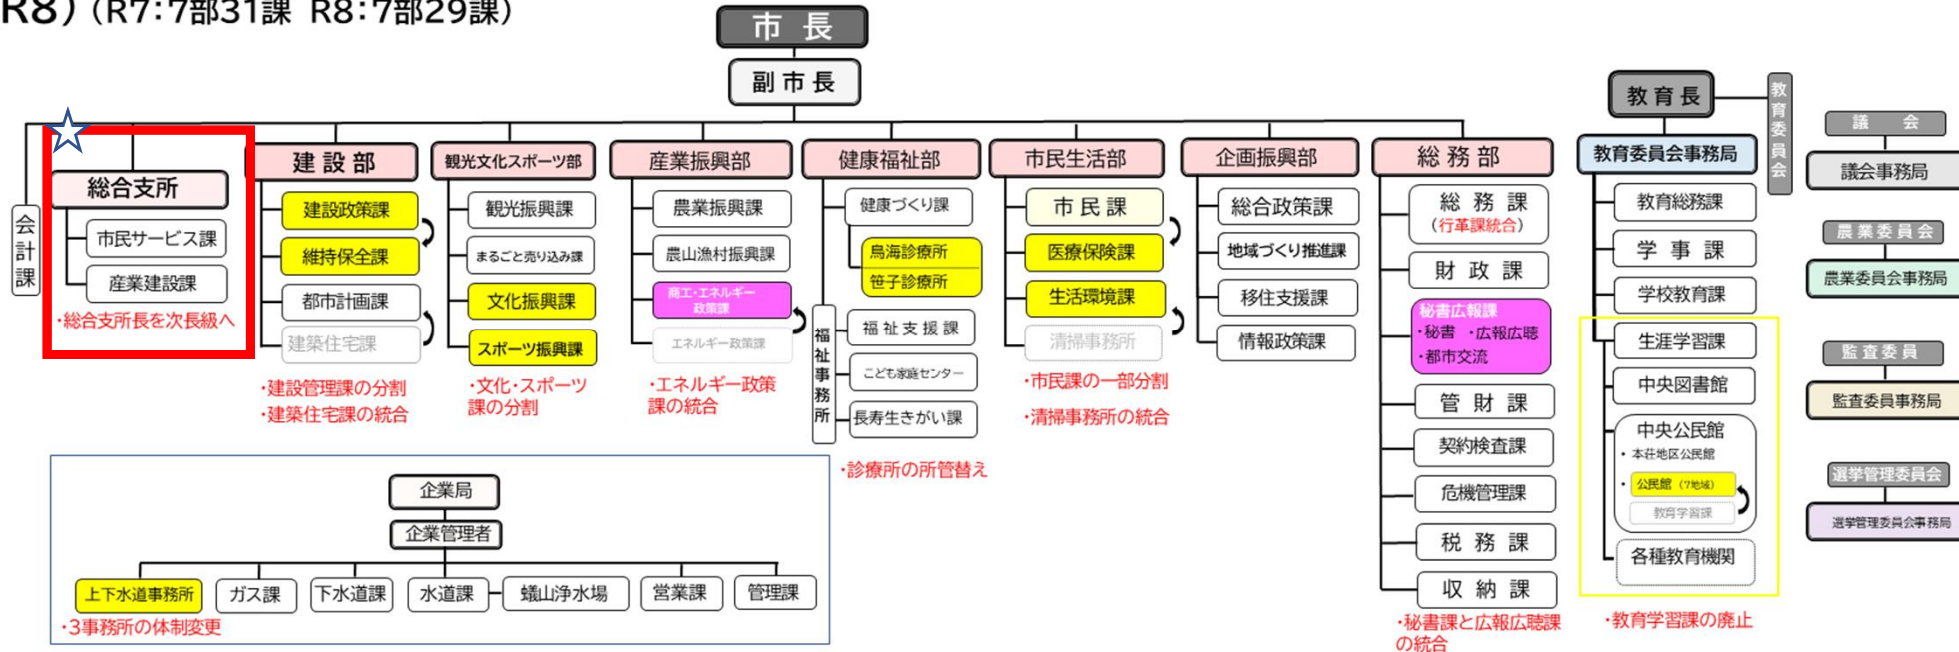 R8）（R7：7部31課 R8：7部29課）
市 長
副 市 長
会計課
総合支所
市民サービス課
産業建設課
・総合支所長を次長級へ
建 設 部
建設政策課
維持保全課
都市計画課
建築住宅課
・建設管理課の分割
・建築住宅課の統合
観光文化スポーツ部
観光振興課
まるごと売り込み課
文化振興課
スポーツ振興課
・文化・スポーツ
課の分割
産業振興部
農業振興課
農山漁村振興課
商工・エネルギー
政策課
エネルギー政策課
・エネルギー政策
課の統合
健康福祉部
健康づくり課
鳥海診療所
笹子診療所
福祉事務所
福 祉 支 援 課
こども家庭センター
長寿生きがい課
・診療所の所管替え
市民生活部
市 民 課
医療保険課
生活環境課
清掃事務所
・市民課の一部分割
・清掃事務所の統合
企画振興部
総合政策課
地域づくり推進課
移住支援課
情報政策課
総 務 部
総 務 課
（行革課統合）
財 政 課
秘書広報課
・秘書 ・広報広聴
・都市交流
管 財 課
契約検査課
危機管理課
税 務 課
収 納 課
・秘書課と広報広聴課
の統合
教 育 長
教育委員会
教育委員会事務局
教育総務課
学 事 課
学校教育課
生涯学習課
中央図書館
中央公民館
・本荘地区公民館
・公民館（7地域）
教育学習課
各種教育機関
・教育学習課の廃止
議 会
議会事務局
農 業 委 員 会
農業委員会事務局
監 査 委 員
監査委員事務局
選挙管理委員会
選挙管理委員会事務局
企業局
企業管理者
上下水道事務所
ガス課
下水道課
水道課
蟻山浄水場
営業課
管理課
・3事務所の体制変更